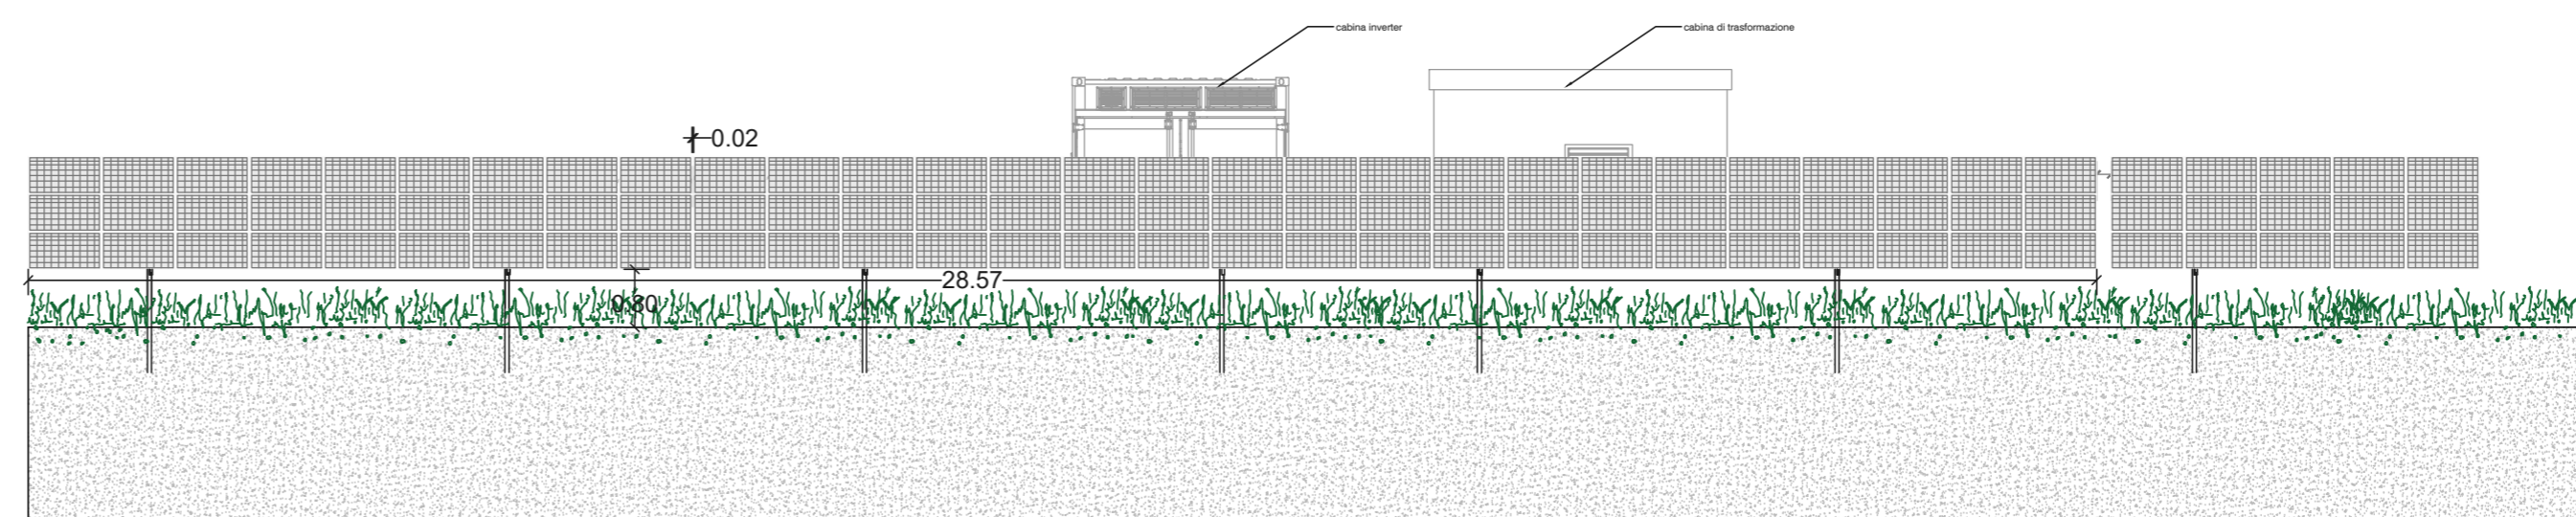 cabina inverter
cabina di trasformazione
0.02
28.57
0.80